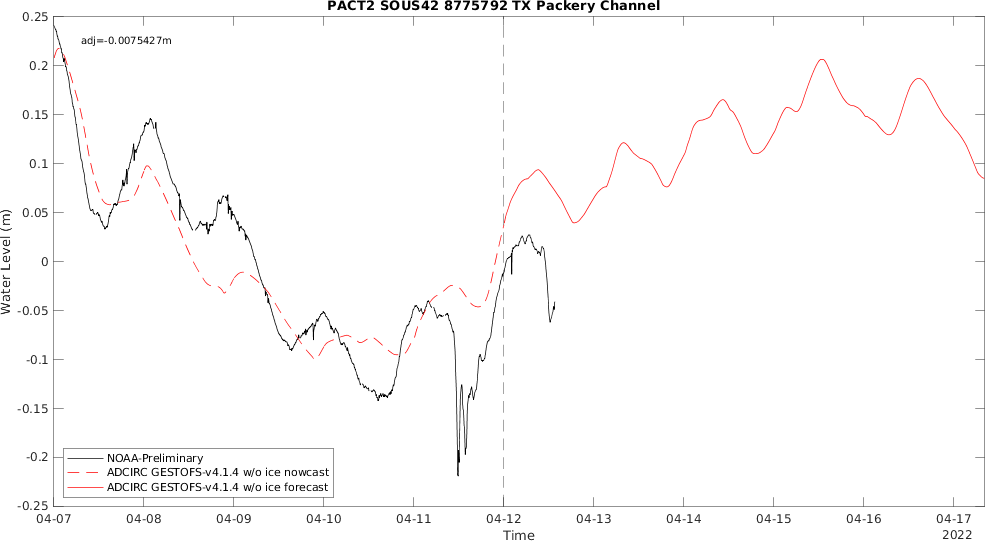 PACT2 SOUS42 8775792 TX Packery Channel
adj=-0.0075427m
Water Level (m)
0.25
0.2
0.15
0.1
0.05
0
-0.05
-0.1
-0.15
-0.2
-0.25
NOAA-Preliminary
ADCIRC GESTOFS-v4.1.4 w/o ice nowcast
ADCIRC GESTOFS-v4.1.4 w/o ice forecast
04-07 04-08 04-09 04-10 04-11 04-12 04-13 04-14 04-15 04-16 04-17
Time
2022